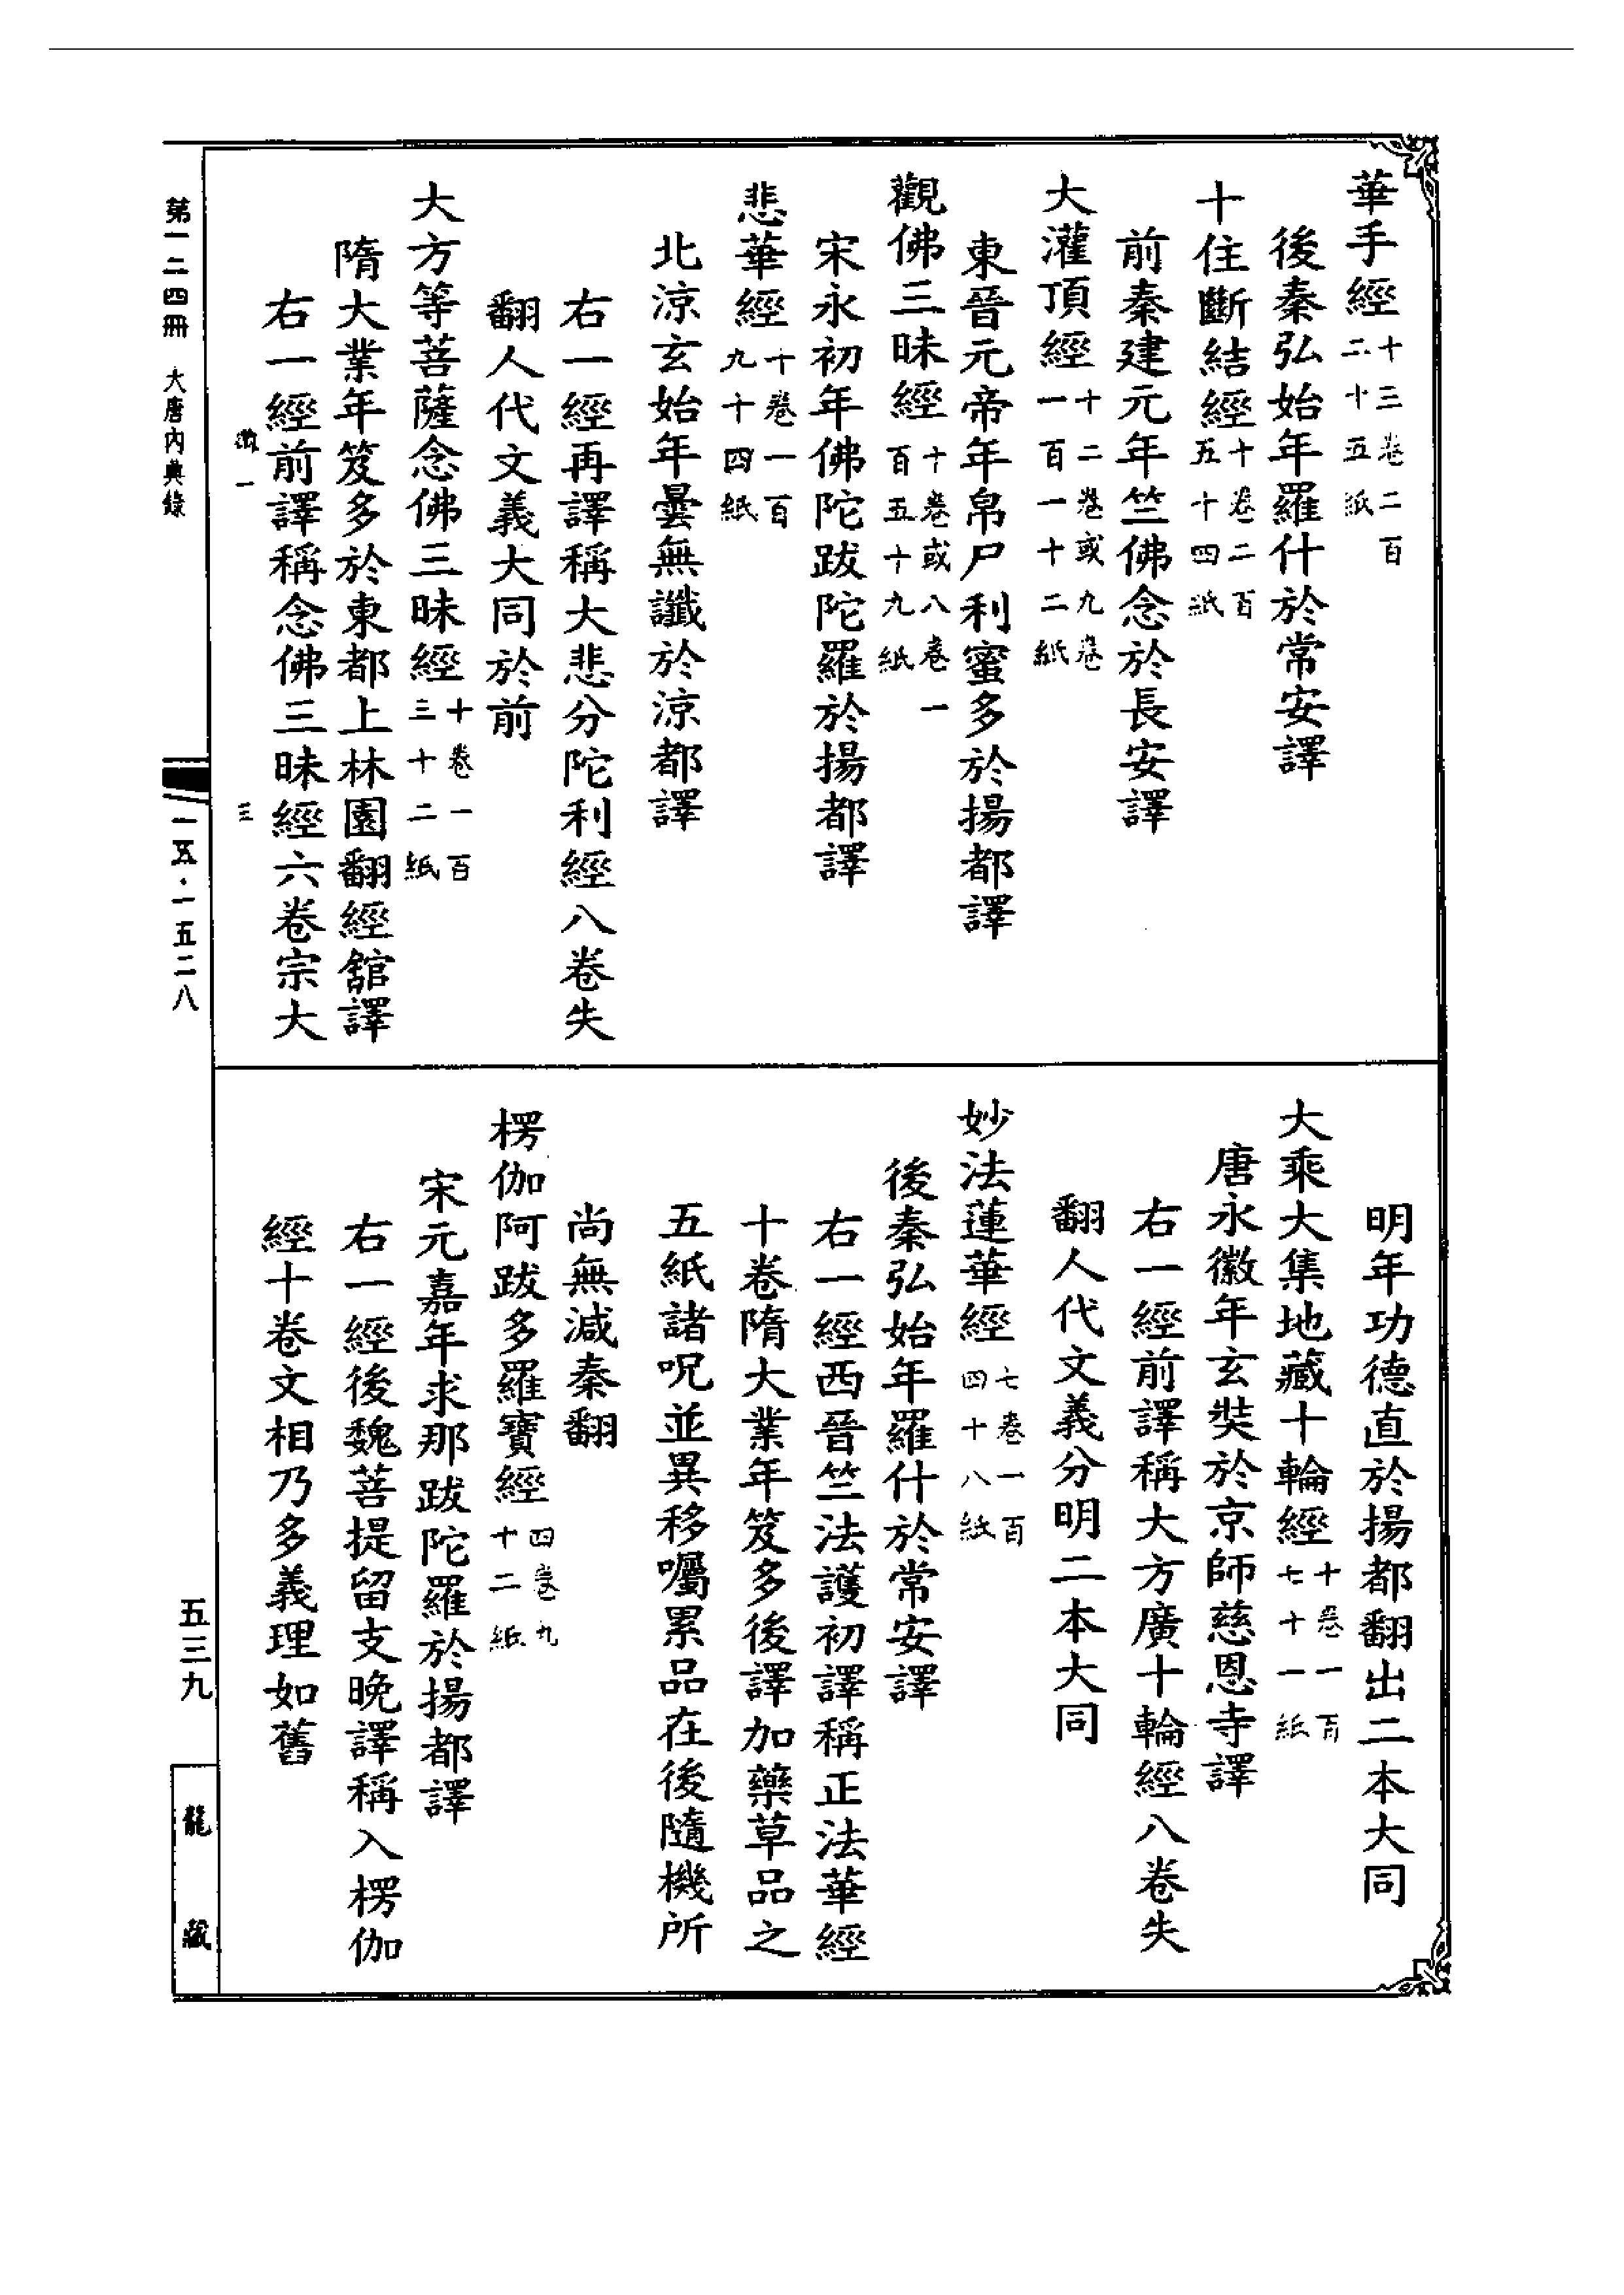 華手經十三卷二百二十五紙
後秦弘始年羅什於常安譯
十住斷結經十卷二百五十四紙
前秦建元年竺佛念於長安譯
大灌頂經十二卷或九卷一百一十二紙
東晉元帝年帛尸利蜜多於揚都譯
觀佛三昧經十卷或八卷一百五十九紙
宋永初年佛陀跋陀羅於揚都譯
悲華經十卷一百九十四紙
北涼玄始年曇無讖於涼都譯
右一經再譯稱大悲分陀利經八卷失
翻人代文義大同於前
大方等菩薩念佛三昧經十卷一百三十二紙
隋大業年笈多於東都上林園翻經舘譯
右一經前譯稱念佛三昧經六卷宗大
明年功德直於揚都翻出二本大同
大乘大集地藏十輪經十卷一百七十一紙
唐永徽年玄奘於京師慈恩寺譯
右一經前譯稱大方廣十輪經八卷失
翻人代文義分明二本大同
妙法蓮華經七卷一百四十八紙
後秦弘始年羅什於常安譯
右一經西晉竺法護初譯稱正法華經
十卷隋大業年笈多後譯加藥草品之
五紙諸呪並異移囑累品在後隨機所
尚無減秦翻
楞伽阿跋多羅寶經四卷九十二紙
宋元嘉年求那跋陀羅於揚都譯
右一經後魏菩提留支晚譯稱入楞伽
經十卷文相乃多義理如舊
一 三
第一二四冊 大唐內典錄
一五·一五二八
五三九
龍藏